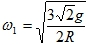 ω₁ = √(3√2g / 2R)